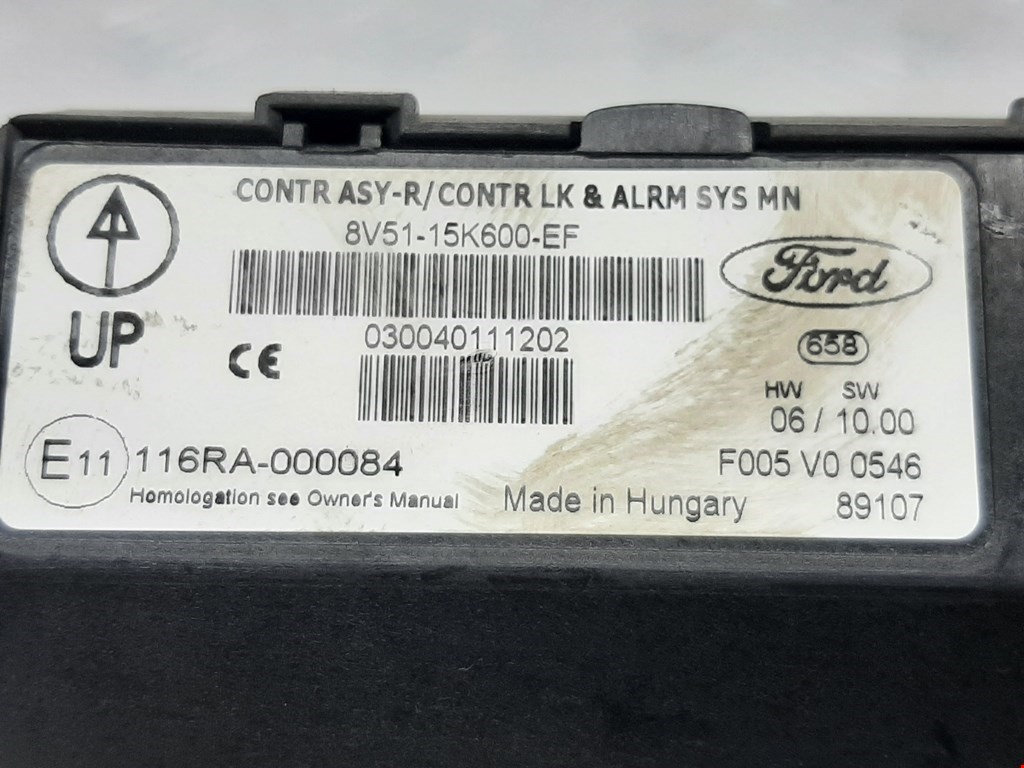 CONTR ASY-R/CONTR LK & ALRM SYS MN
8V51-15K600-EF
Ford
UP
030040111202
CE
658
HW SW
06 / 10.00
E11 116RA-000084
F005 V0 0546
Homologation see Owner's Manual
Made in Hungary
89107